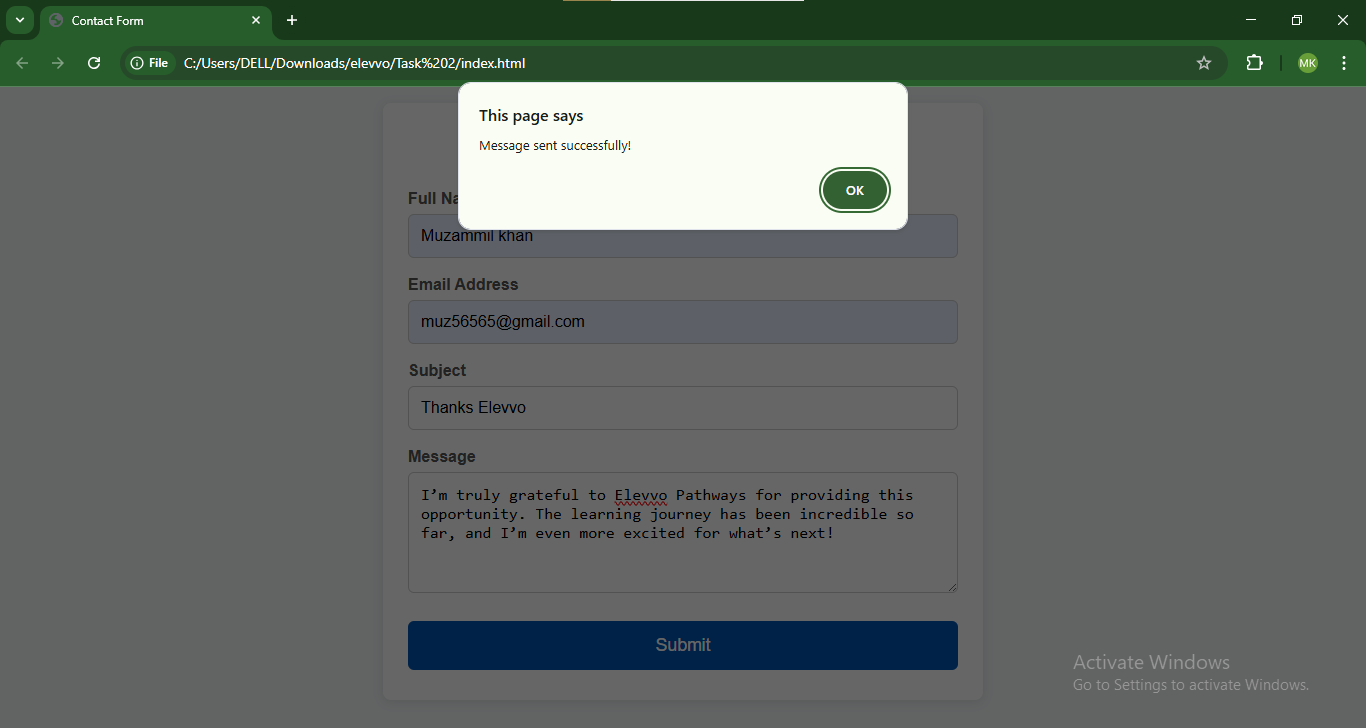 Contact Form
File C:/Users/DELL/Downloads/elevvo/Task%202/index.html
MK
This page says
Message sent successfully!
OK
Full Na
Muzammil khan
Email Address
muz56565@gmail.com
Subject
Thanks Elevvo
Message
I’m truly grateful to Elevvo Pathways for providing this
opportunity. The learning journey has been incredible so
far, and I’m even more excited for what’s next!
Submit
Activate Windows
Go to Settings to activate Windows.